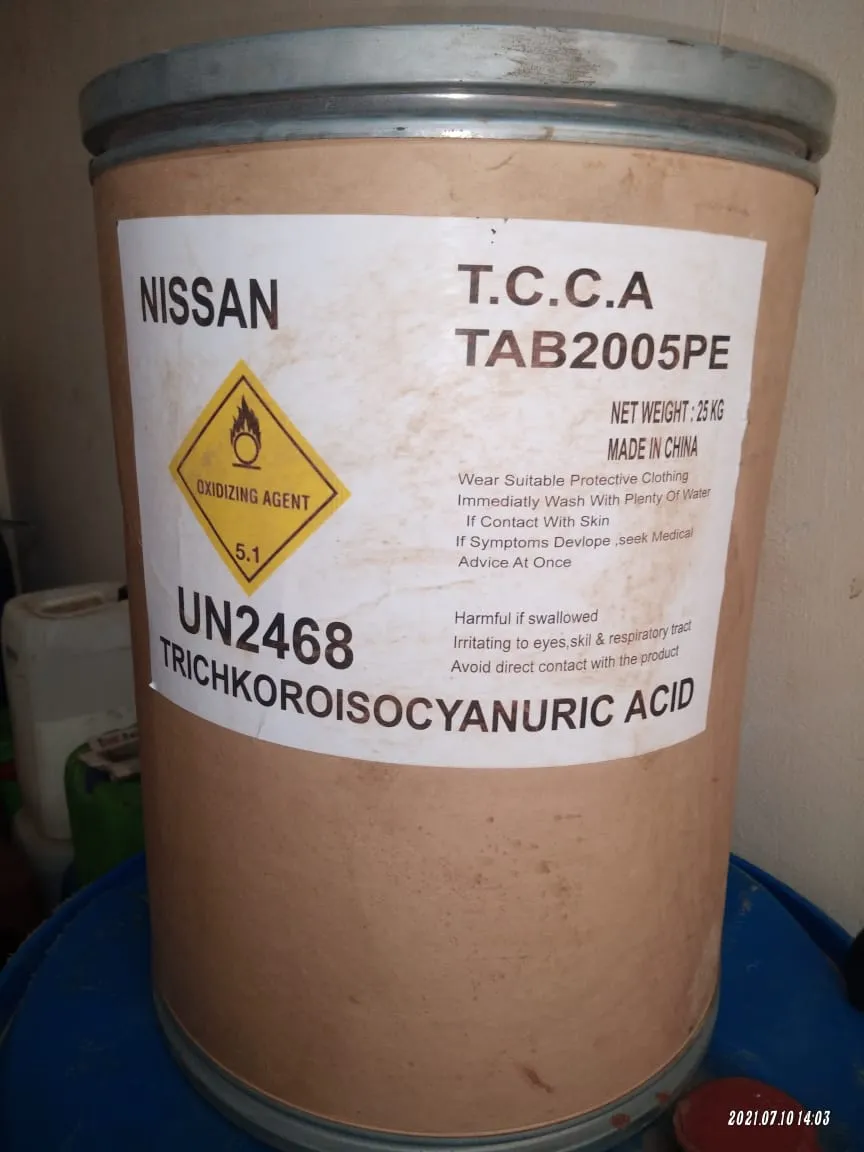 NISSAN
T.C.C.A
TAB2005PE
NET WEIGHT : 25 KG
MADE IN CHINA
Wear Suitable Protective Clothing
Immediatly Wash With Plenty Of Water
If Contact With Skin
If Symptoms Devlope ,seek Medical
Advice At Once
OXIDIZING AGENT
5.1
Harmful if swallowed
Irritating to eyes,skil & respiratory tract
Avoid direct contact with the product
UN2468
TRICHKOROISOCYANURIC ACID
2021.07.10 14:03